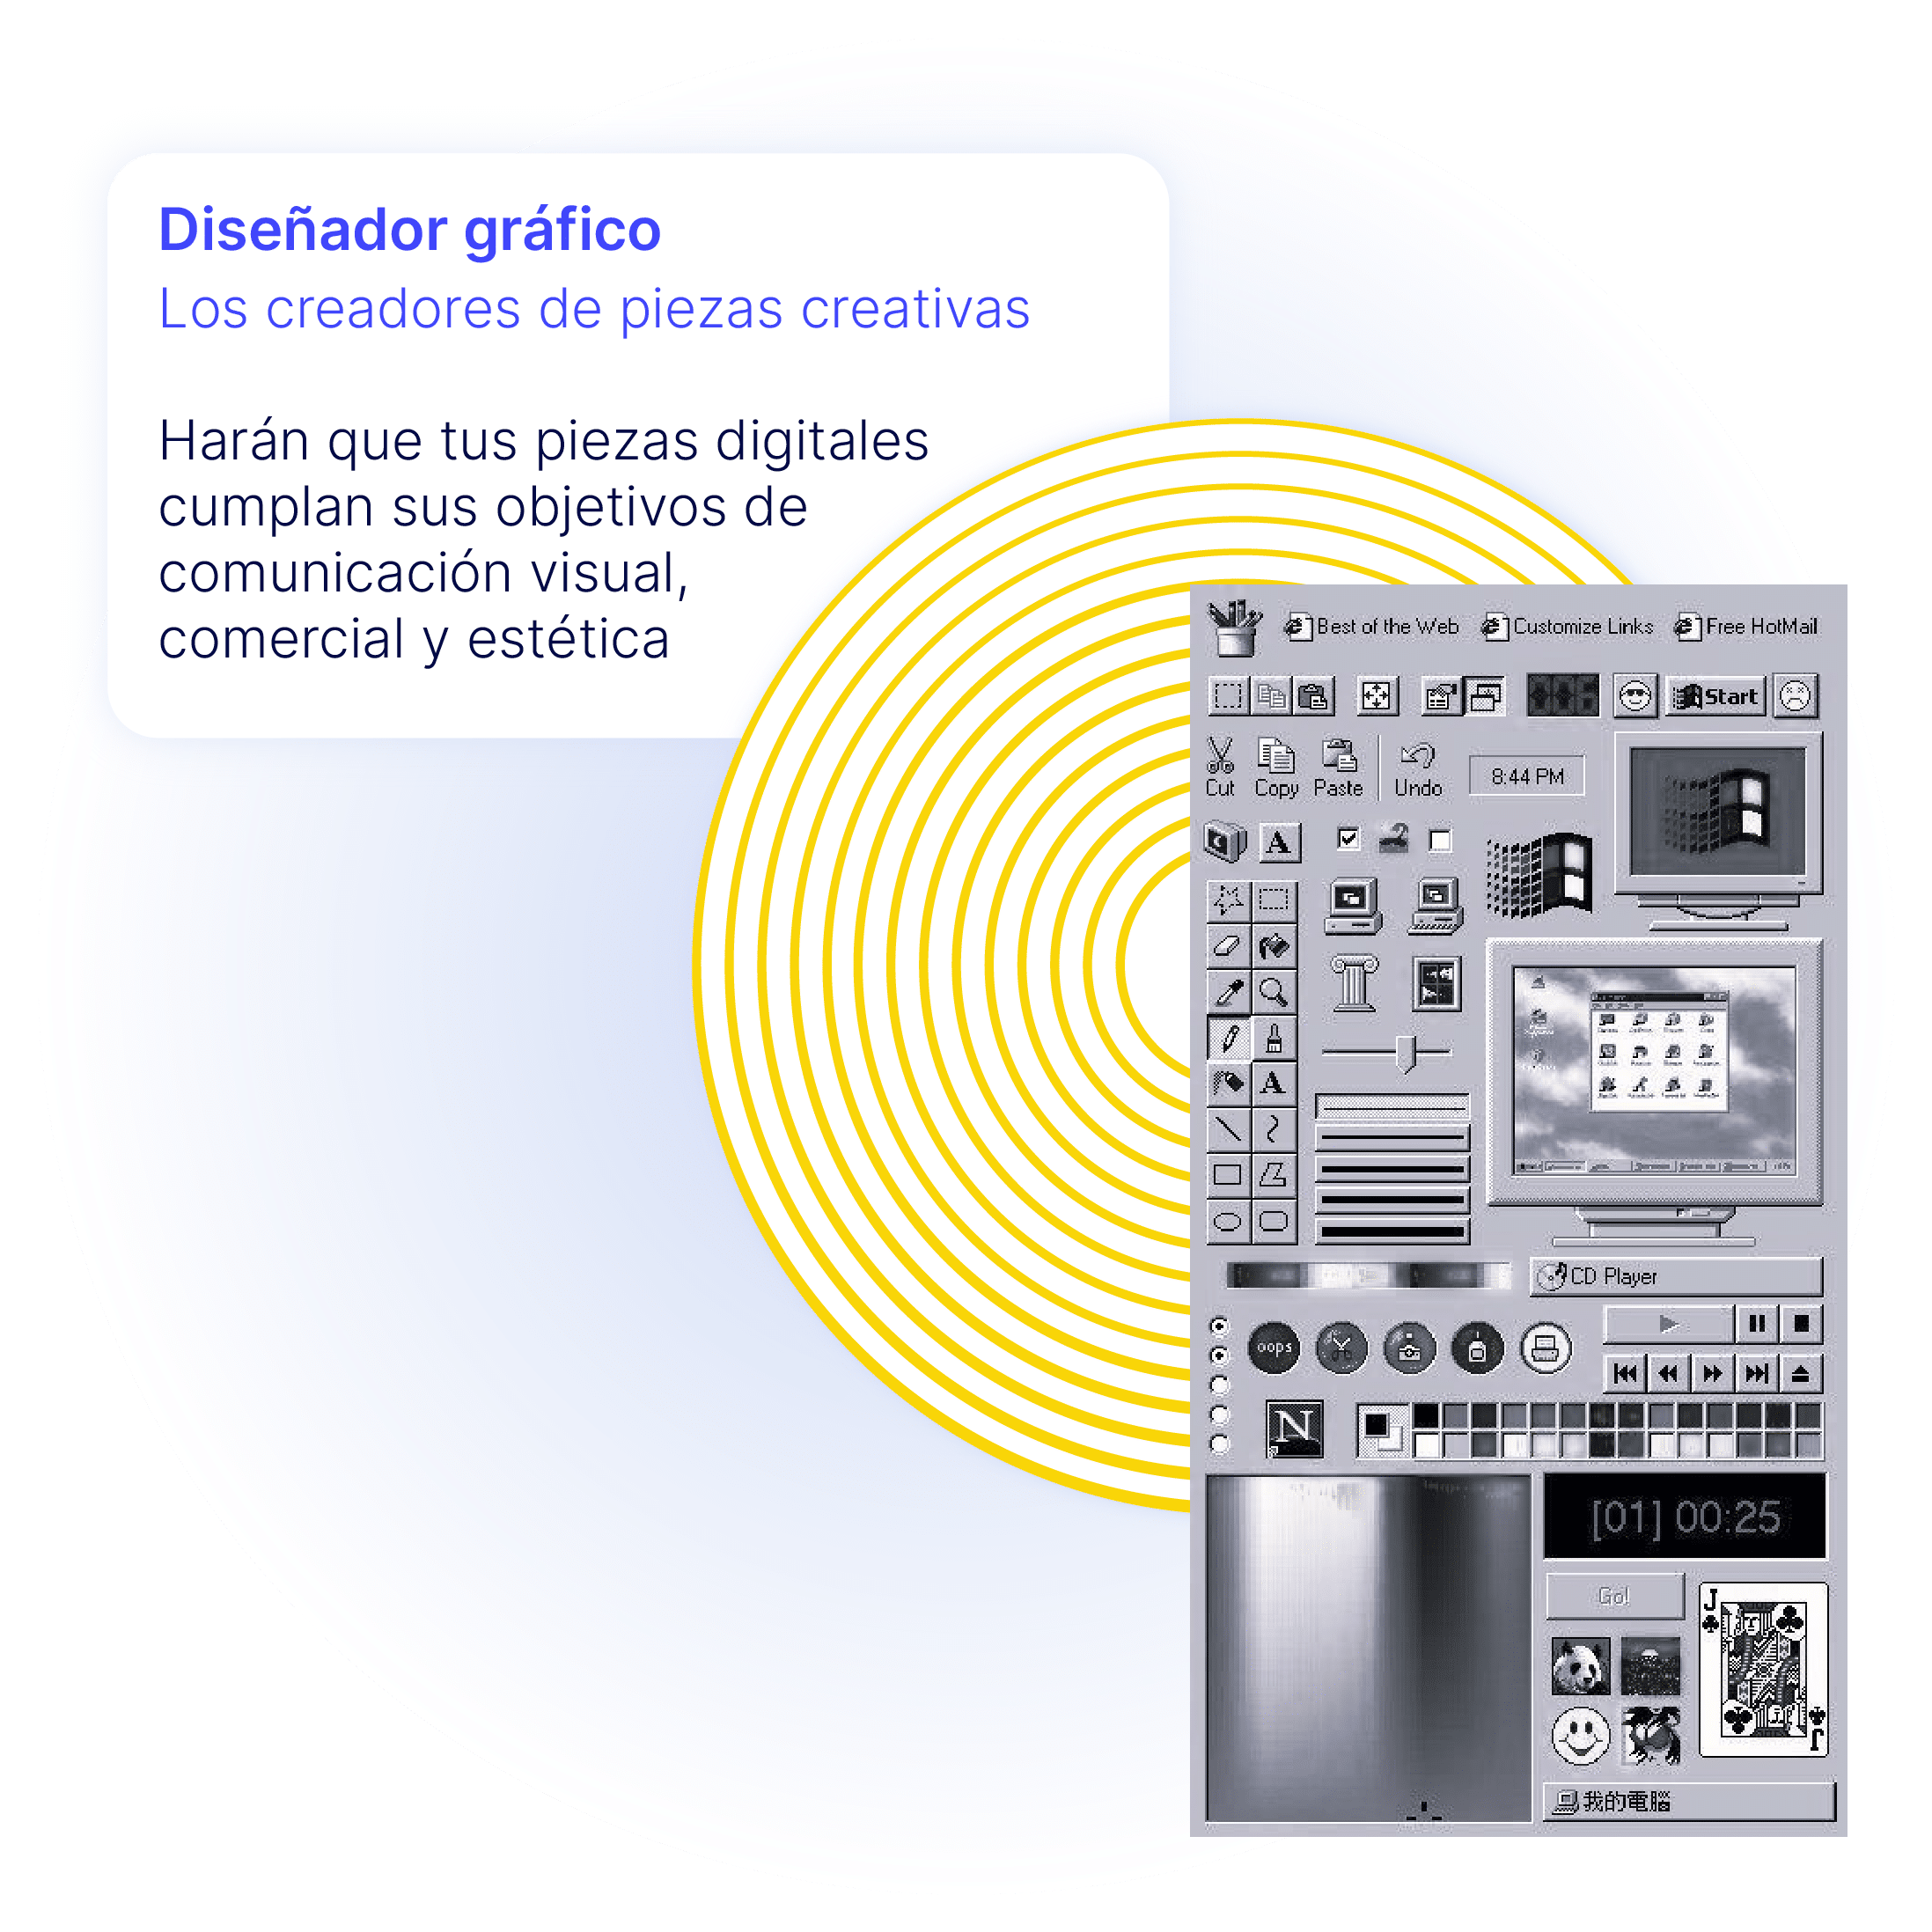 Diseñador gráfico
Los creadores de piezas creativas
Harán que tus piezas digitales
cumplan sus objetivos de
comunicación visual,
comercial y estética
Best of the Web Customize Links Free HotMail
Start
Cut Copy Paste Undo 8:44 PM
A
A
CD Player
oops
N
[01] 00:25
Go!
J
J
我的電腦